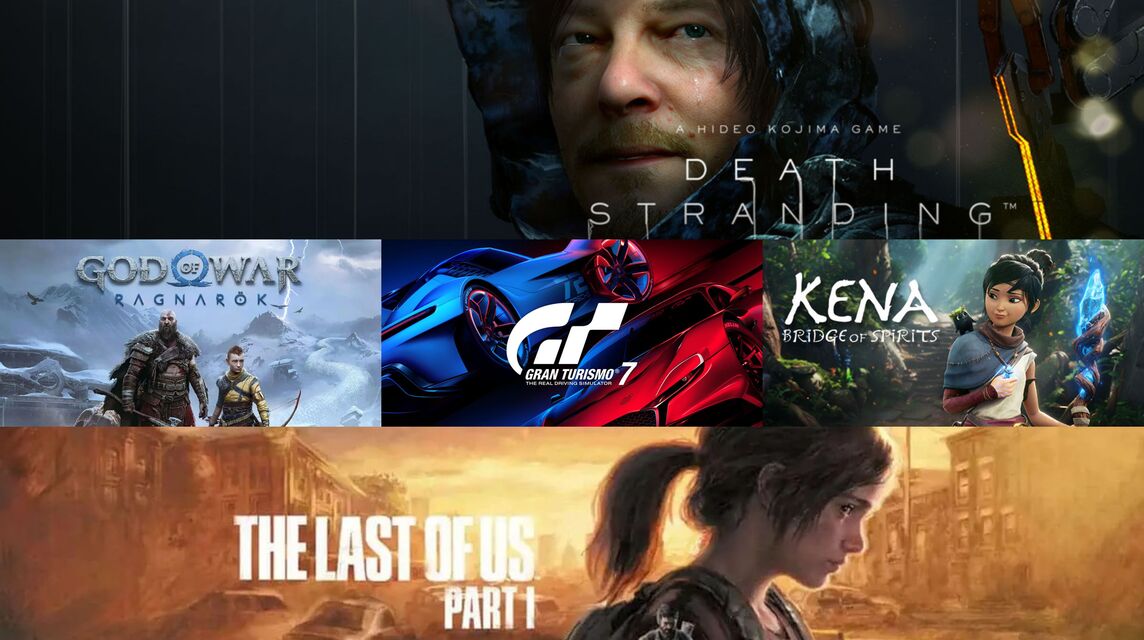 A HIDEO KOJIMA GAME
DEATH
STRANDING™
GOD OF WAR
RAGNARÖK
KENA
BRIDGE OF SPIRITS
GRAN TURISMO® 7
THE REAL DRIVING SIMULATOR
THE LAST OF US
PART I